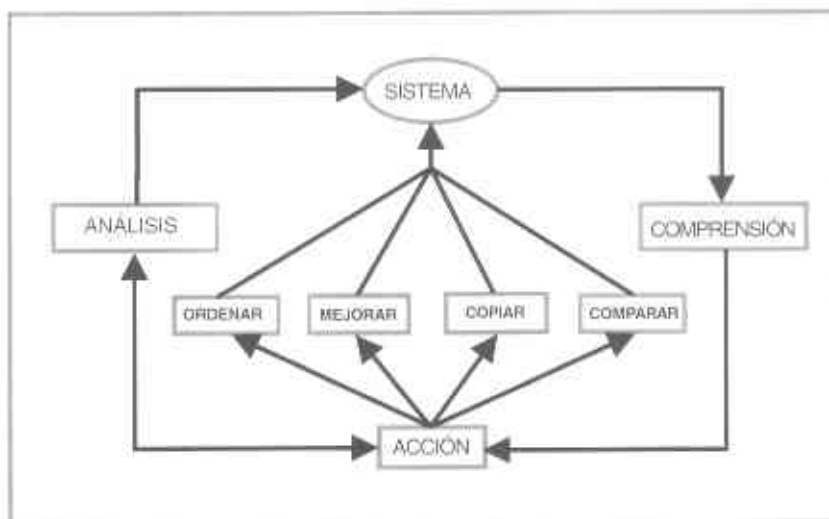 SISTEMA
ANÁLISIS
COMPRENSIÓN
ORDENAR
MEJORAR
COPIAR
COMPARAR
ACCIÓN